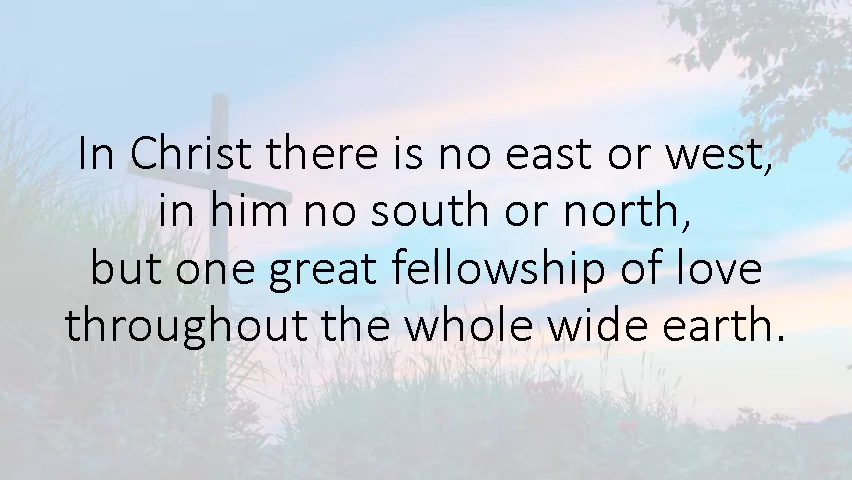 In Christ there is no east or west,
in him no south or north,
but one great fellowship of love
throughout the whole wide earth.